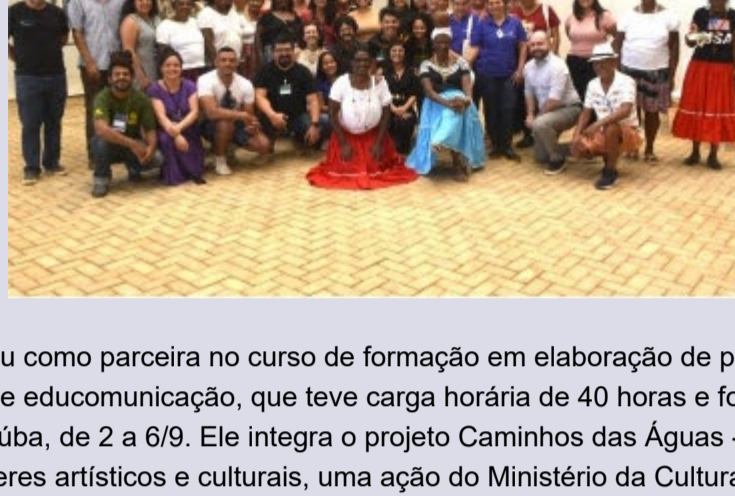 u como parceira no curso de formação em elaboração de p
e educomunicação, que teve carga horária de 40 horas e fo
úba, de 2 a 6/9. Ele integra o projeto Caminhos das Águas -
eres artísticos e culturais, uma ação do Ministério da Cultura